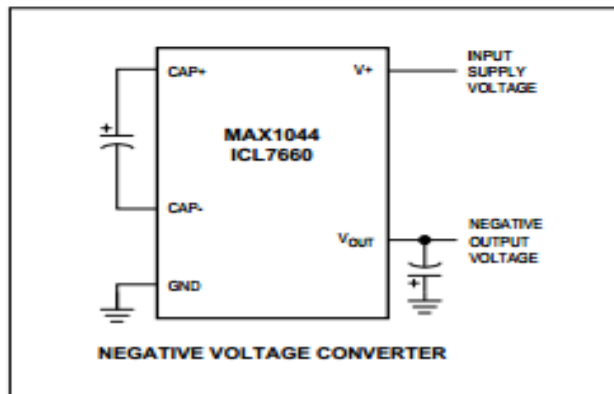 CAP+
V+
INPUT
SUPPLY
VOLTAGE
+
MAX1044
ICL7660
CAP-
VOUT
NEGATIVE
OUTPUT
VOLTAGE
GND
+
NEGATIVE VOLTAGE CONVERTER